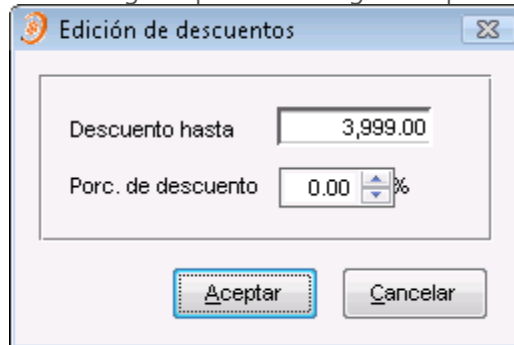 Edición de descuentos
Descuento hasta 3,999.00
Porc. de descuento 0.00 %
Aceptar Cancelar